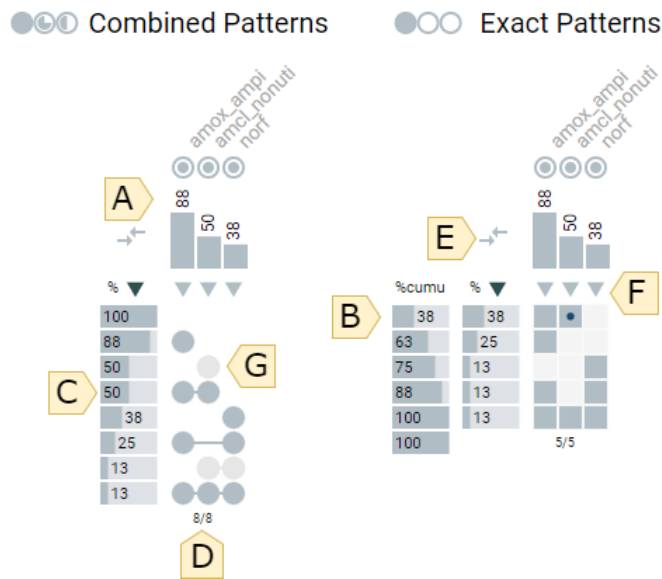 Combined Patterns
Exact Patterns
amox_ampi
amcl_nonuti
norf
amox_ampi
amcl_nonuti
norf
A
88
50
38
E
88
50
38
%
%cumu
%
F
B
100
88
50
50
38
25
13
13
G
C
8/8
D
38
63
75
88
100
100
38
25
13
13
13
5/5